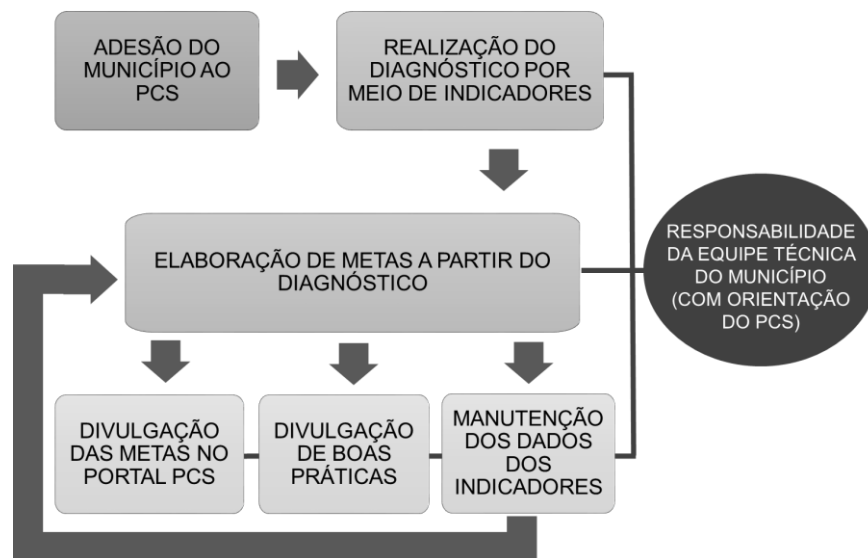 ADESÃO DO
MUNICÍPIO AO
PCS
REALIZAÇÃO DO
DIAGNÓSTICO POR
MEIO DE INDICADORES
ELABORAÇÃO DE METAS A PARTIR DO
DIAGNÓSTICO
RESPONSABILIDADE
DA EQUIPE TÉCNICA
DO MUNICÍPIO
(COM ORIENTAÇÃO
DO PCS)
DIVULGAÇÃO
DAS METAS NO
PORTAL PCS
DIVULGAÇÃO
DE BOAS
PRÁTICAS
MANUTENÇÃO
DOS DADOS
DOS
INDICADORES